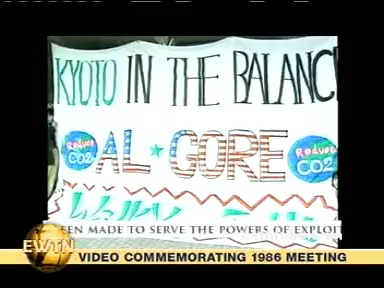 KYOTO IN THE BALANC
AL ★ GORE
Reduce
CO2
Reduce
CO2
EEN MADE TO SERVE THE POWERS OF EXPLOIT
EWTN
VIDEO COMMEMORATING 1986 MEETING